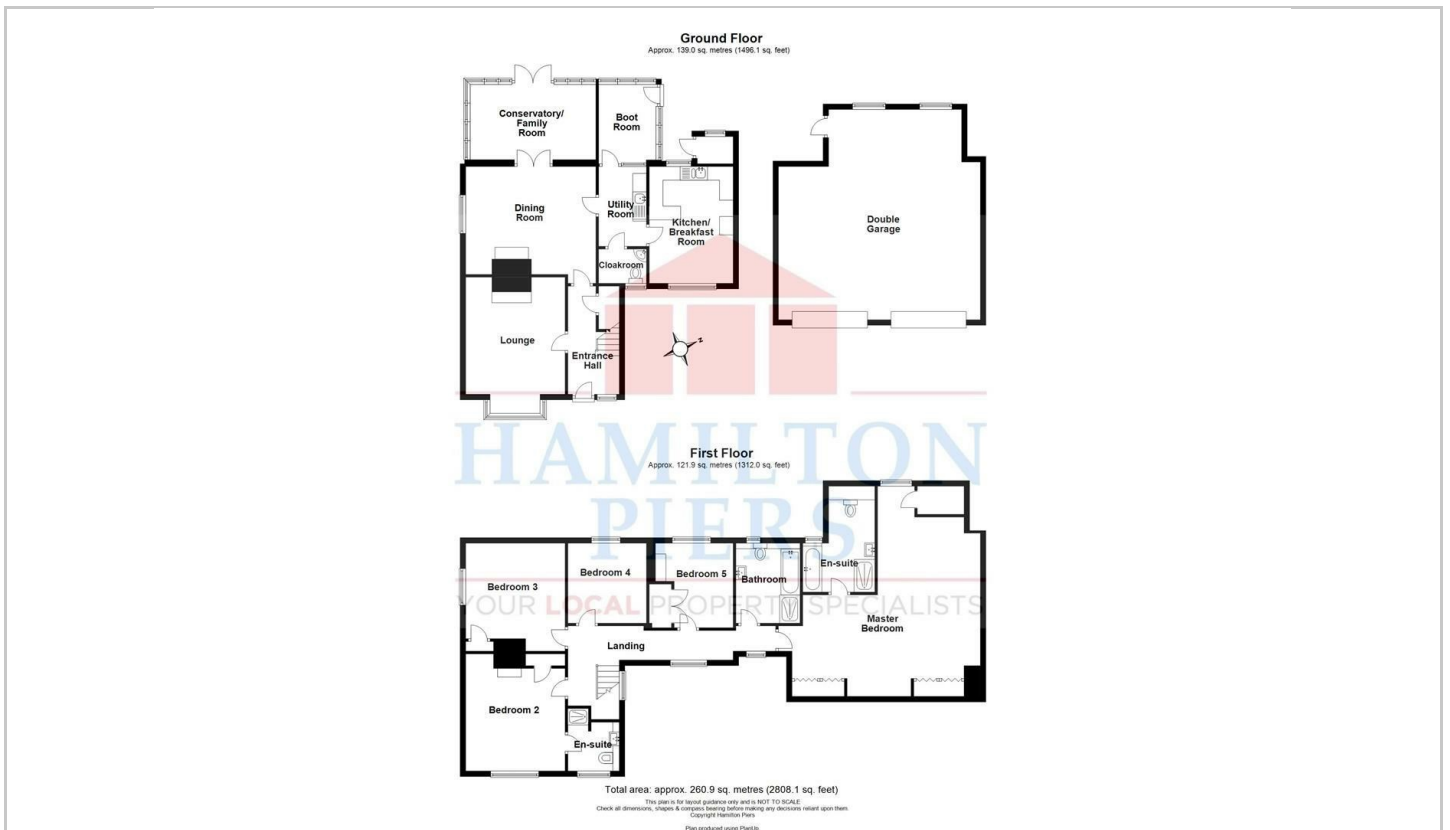 Ground Floor
Approx. 139.0 sq. metres (1496.1 sq. feet)
Conservatory/
Family
Room
Boot
Room
Dining
Room
Utility
Room
Kitchen/
Breakfast
Room
Double
Garage
Cloakroom
Lounge
Entrance
Hall
N
HAMILTON
PIERS
YOUR LOCAL PROPERTY SPECIALISTS
First Floor
Approx. 121.9 sq. metres (1312.0 sq. feet)
Bedroom 3
Bedroom 4
Bedroom 5
Bathroom
En-suite
Master
Bedroom
Landing
Bedroom 2
En-suite
Total area: approx. 260.9 sq. metres (2808.1 sq. feet)
This plan is for layout guidance only and is NOT TO SCALE
Check all dimensions, shapes & compass bearing before making any decisions reliant upon them.
Copyright Hamilton Piers
Plan produced using PlanUp.